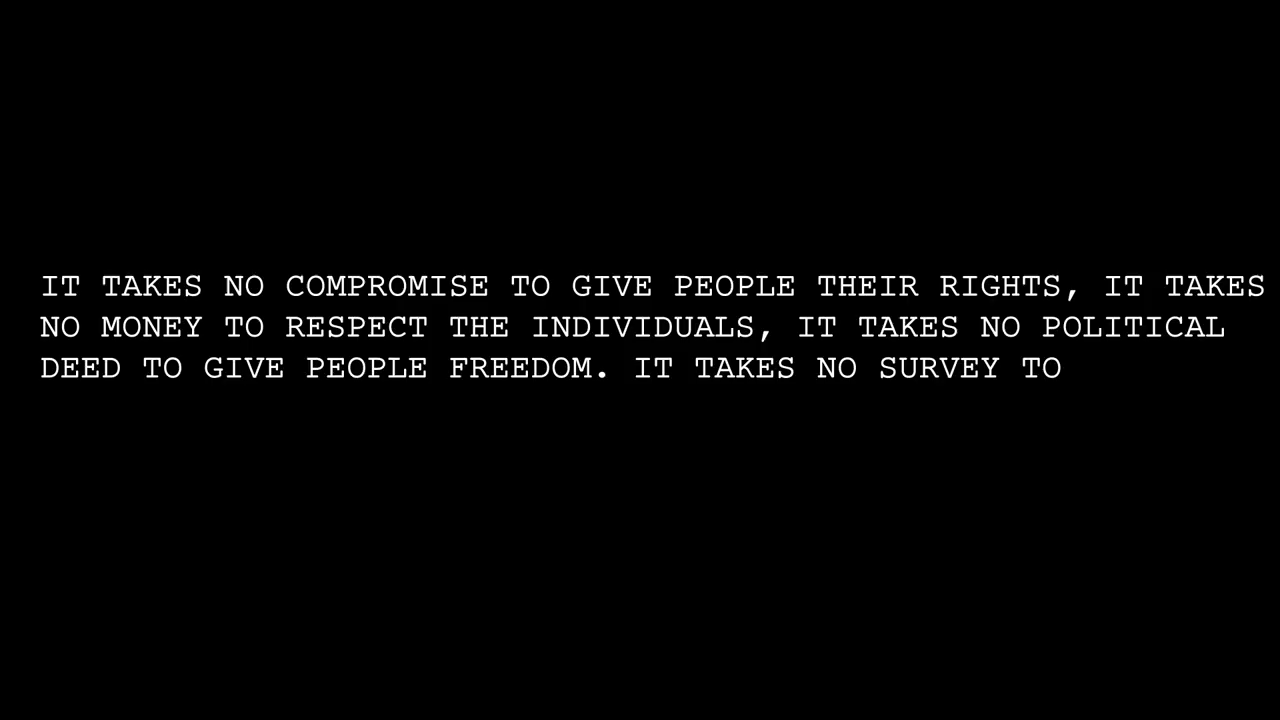 IT TAKES NO COMPROMISE TO GIVE PEOPLE THEIR RIGHTS, IT TAKES
NO MONEY TO RESPECT THE INDIVIDUALS, IT TAKES NO POLITICAL
DEED TO GIVE PEOPLE FREEDOM. IT TAKES NO SURVEY TO